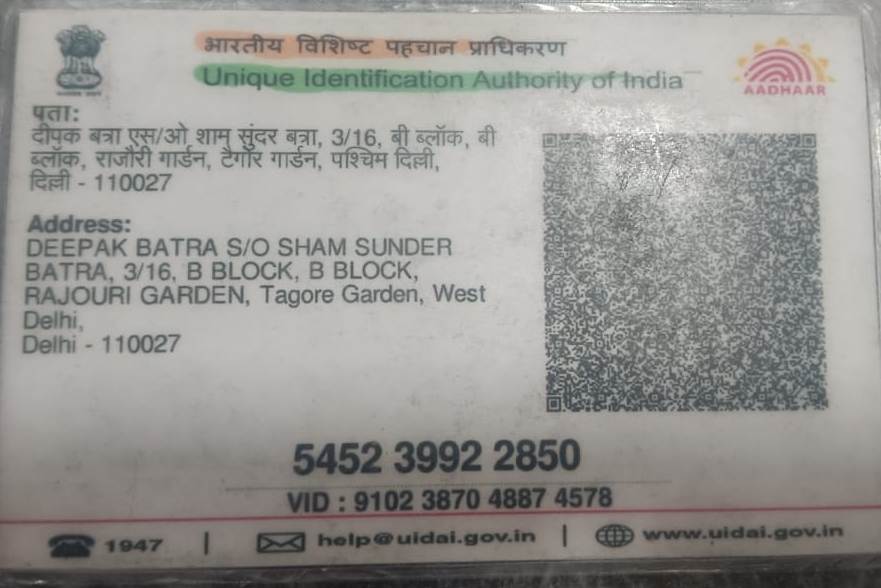 भारतीय विशिष्ट पहचान प्राधिकरण
Unique Identification Authority of India
AADHAAR
पता:
दीपक बत्रा एस/ओ शाम सुंदर बत्रा, 3/16, बी ब्लॉक, बी
ब्लॉक, राजौरी गार्डन, टैगोर गार्डन, पश्चिम दिल्ली,
दिल्ली - 110027
Address:
DEEPAK BATRA S/O SHAM SUNDER
BATRA, 3/16, B BLOCK, B BLOCK,
RAJOURI GARDEN, Tagore Garden, West
Delhi,
Delhi - 110027
5452 3992 2850
VID : 9102 3870 4887 4578
1947 | help@uidai.gov.in | www.uidai.gov.in